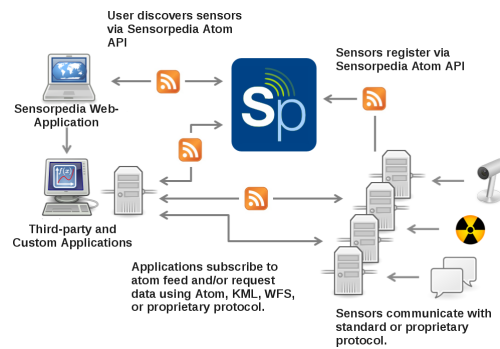 User discovers sensors
via Sensorpedia Atom
API
Sensors register via
Sensorpedia Atom API
Sp
Sensorpedia Web-
Application
f(x)
Third-party and
Custom Applications
Applications subscribe to
atom feed and/or request
data using Atom, KML, WFS,
or proprietary protocol.
Sensors communicate with
standard or proprietary
protocol.